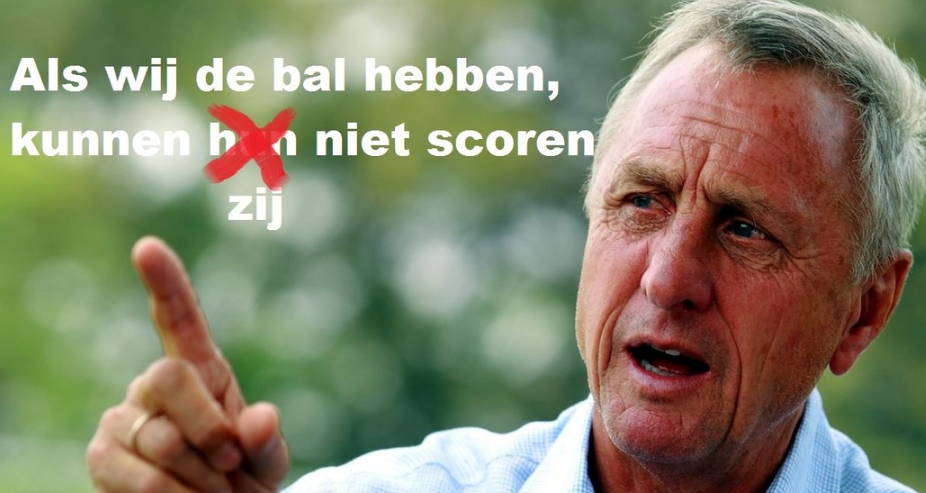 Als wij de bal hebben,
kunnen hun niet scoren
zij